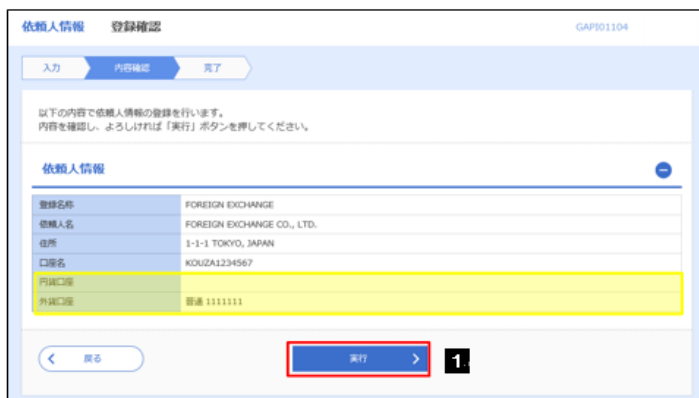 依頼人情報 登録確認 GAPI01104
入力 内容確認 完了
以下の内容で依頼人情報の登録を行います。
内容を確認し、よろしければ「実行」ボタンを押してください。
依頼人情報
登録名称 FOREIGN EXCHANGE
依頼人名 FOREIGN EXCHANGE CO., LTD.
住所 1-1-1 TOKYO, JAPAN
口座名 KOUZA1234567
円貨口座
外貨口座 普通 1111111
戻る 実行 1.